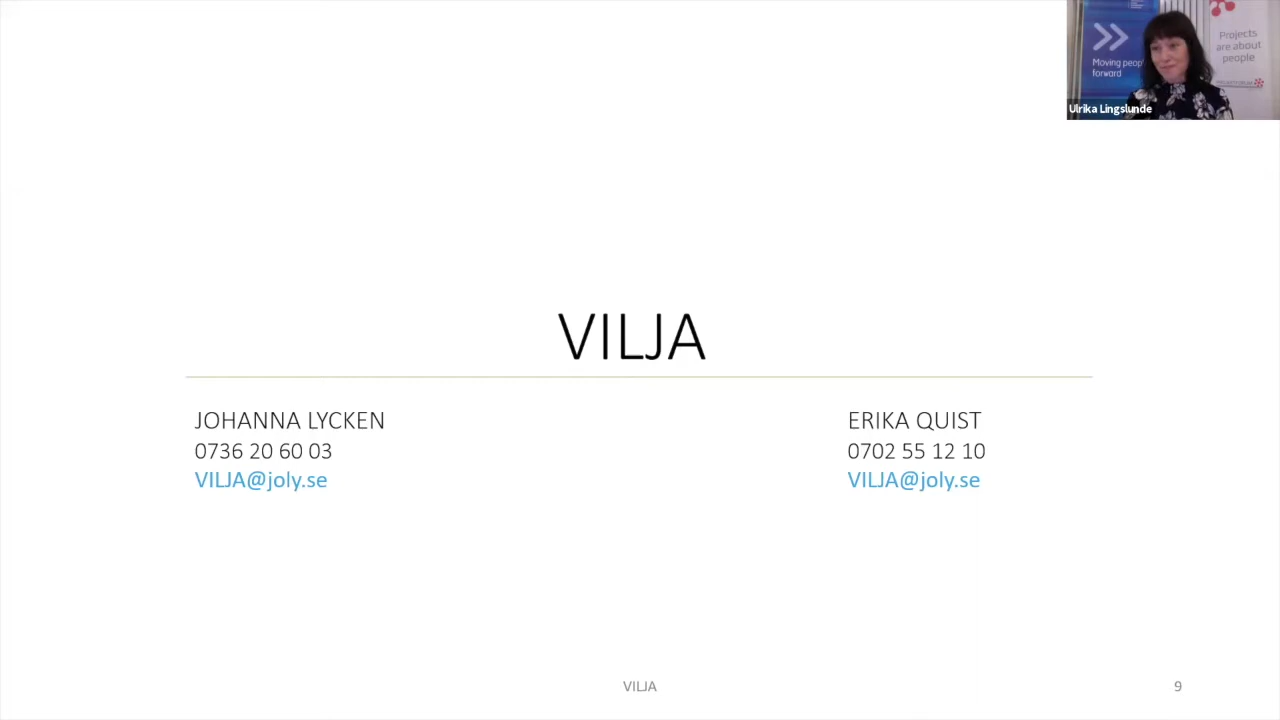 Moving people
forward
Projects
are about
people
Ulrika Lingslunde
VILJA
JOHANNA LYCKEN
0736 20 60 03
VILJA@joly.se
ERIKA QUIST
0702 55 12 10
VILJA@joly.se
VILJA
9